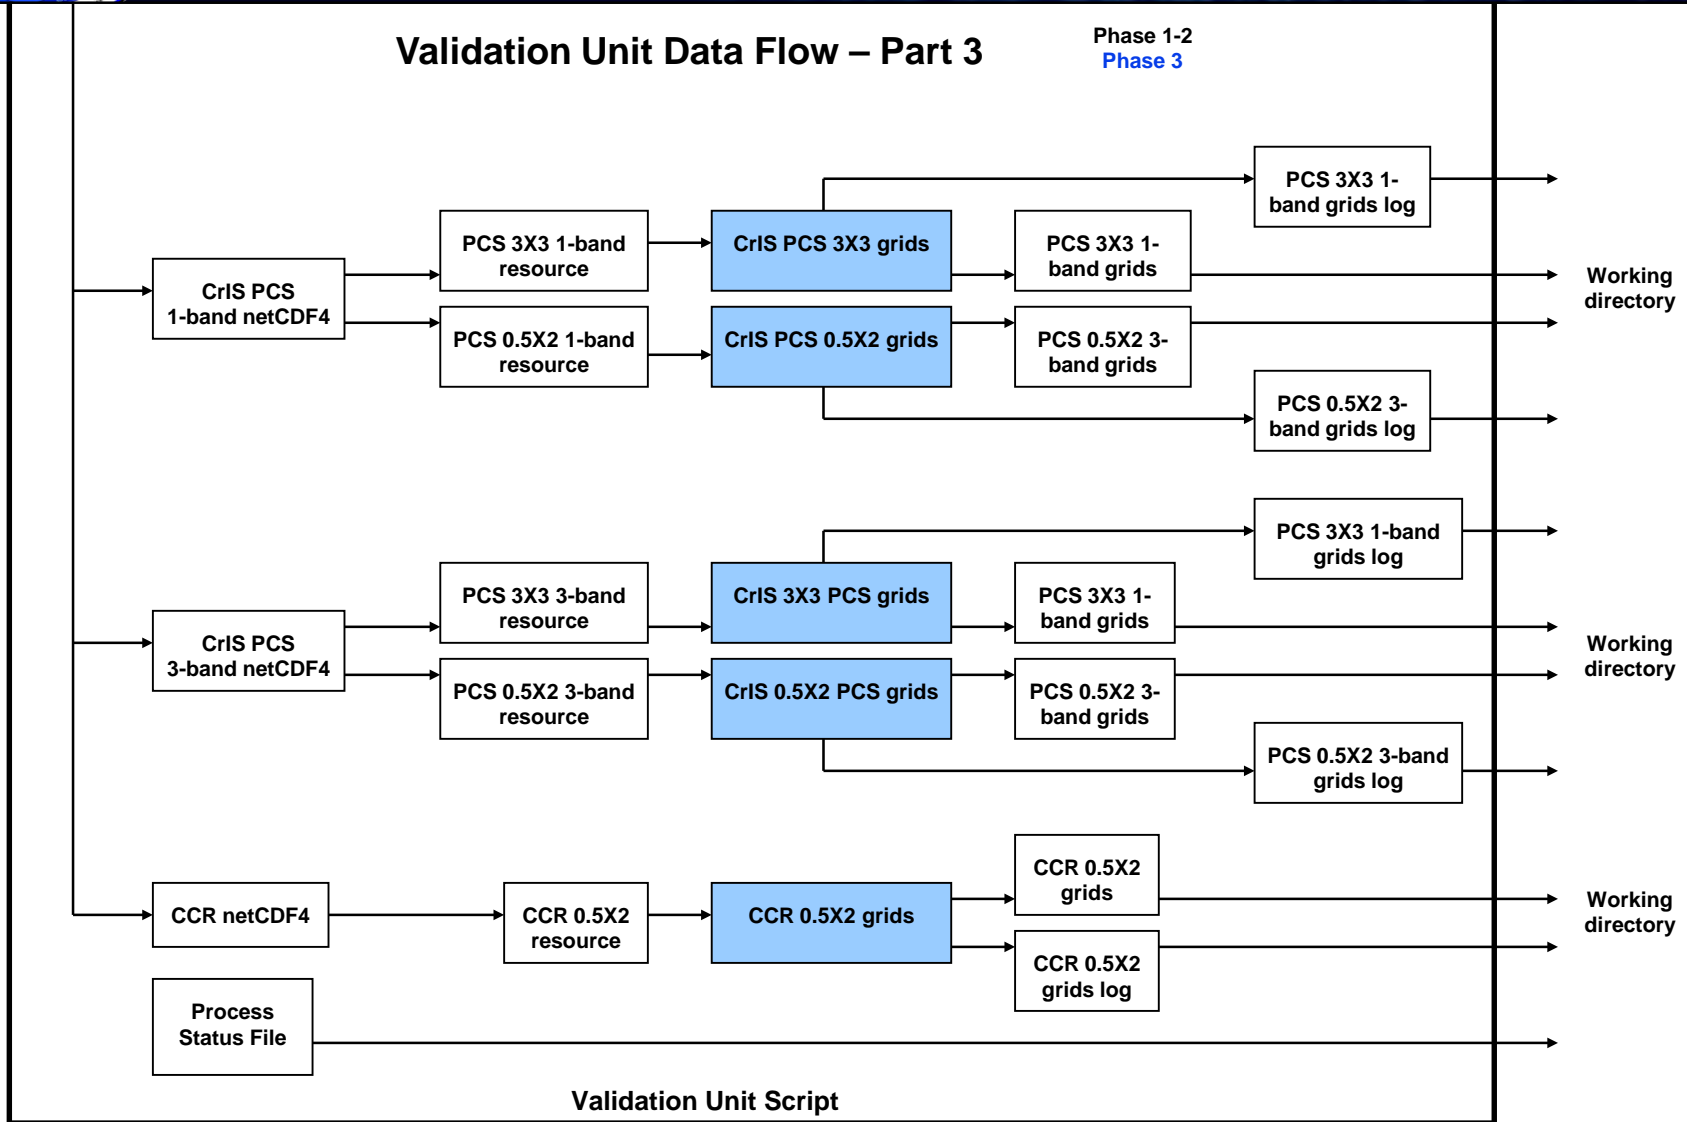 Validation Unit Data Flow – Part 3
Phase 1-2
Phase 3
PCS 3X3 1-
band grids log
PCS 3X3 1-band
resource
CrIS PCS 3X3 grids
PCS 3X3 1-
band grids
CrIS PCS
1-band netCDF4
Working
directory
PCS 0.5X2 1-band
resource
CrIS PCS 0.5X2 grids
PCS 0.5X2 3-
band grids
PCS 0.5X2 3-
band grids log
PCS 3X3 1-band
grids log
PCS 3X3 3-band
resource
CrIS 3X3 PCS grids
PCS 3X3 1-
band grids
CrIS PCS
3-band netCDF4
Working
directory
PCS 0.5X2 3-band
resource
CrIS 0.5X2 PCS grids
PCS 0.5X2 3-
band grids
PCS 0.5X2 3-band
grids log
CCR 0.5X2
grids
CCR netCDF4
CCR 0.5X2
resource
CCR 0.5X2 grids
Working
directory
CCR 0.5X2
grids log
Process
Status File
Validation Unit Script